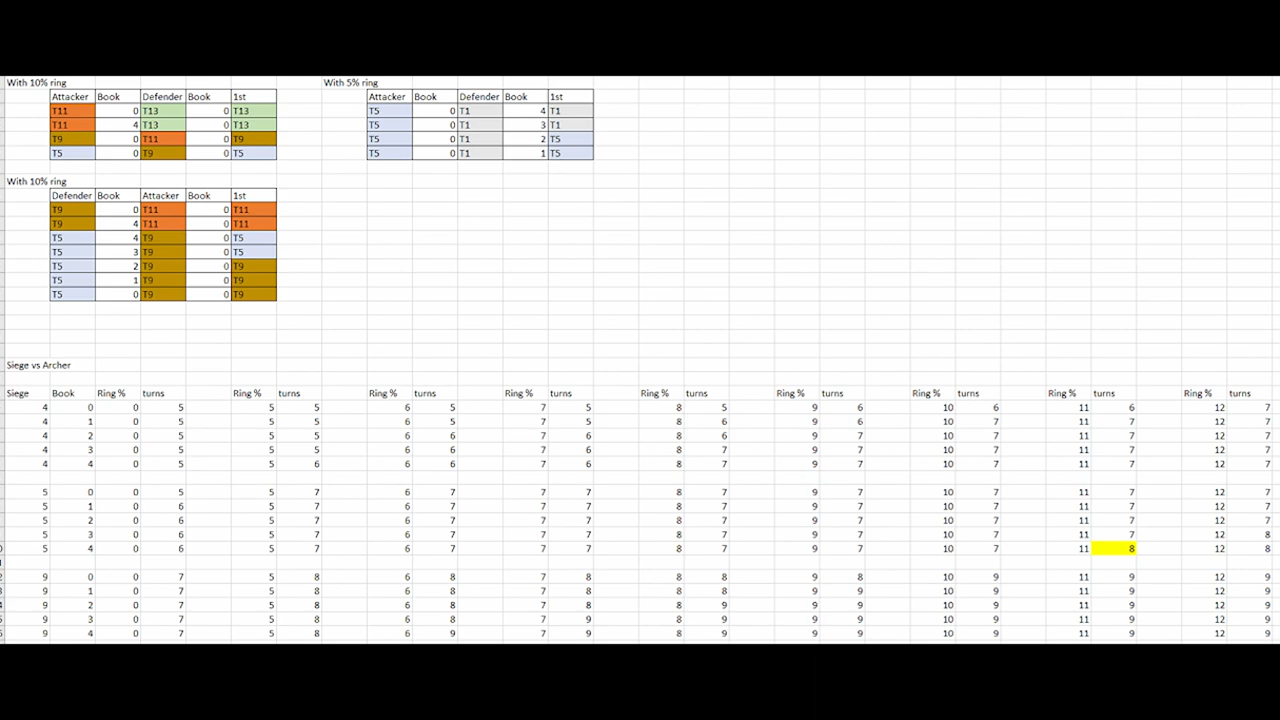 With 10% ring With 5% ring
Attacker Book Defender Book 1st Attacker Book Defender Book 1st
T11 0 T13 0 T13 T5 0 T1 4 T1
T11 4 T13 0 T13 T5 0 T1 3 T1
T9 0 T11 0 T9 T5 0 T1 2 T5
T5 0 T9 0 T5 T5 0 T1 1 T5
With 10% ring
Defender Book Attacker Book 1st
T9 0 T11 0 T11
T9 4 T11 0 T11
T5 4 T9 0 T5
T5 3 T9 0 T5
T5 2 T9 0 T9
T5 1 T9 0 T9
T5 0 T9 0 T9
Siege vs Archer
Siege Book Ring % turns Ring % turns Ring % turns Ring % turns Ring % turns Ring % turns Ring % turns Ring % turns Ring % turns
4 0 0 5 5 5 6 5 7 5 8 5 9 6 10 6 11 6 12 7
4 1 0 5 5 5 6 5 7 5 8 6 9 6 10 7 11 7 12 7
4 2 0 5 5 5 6 6 7 6 8 6 9 7 10 7 11 7 12 7
4 3 0 5 5 5 6 6 7 6 8 7 9 7 10 7 11 7 12 7
4 4 0 5 5 6 6 6 7 6 8 7 9 7 10 7 11 7 12 7
5 0 0 5 5 7 6 7 7 7 8 7 9 7 10 7 11 7 12 7
5 1 0 6 5 7 6 7 7 7 8 7 9 7 10 7 11 7 12 7
5 2 0 6 5 7 6 7 7 7 8 7 9 7 10 7 11 7 12 7
5 3 0 6 5 7 6 7 7 7 8 7 9 7 10 7 11 7 12 8
5 4 0 6 5 7 6 7 7 7 8 7 9 7 10 7 11 8 12 8
9 0 0 7 5 8 6 8 7 8 8 8 9 8 10 9 11 9 12 9
9 1 0 7 5 8 6 8 7 8 8 9 9 9 10 9 11 9 12 9
9 2 0 7 5 8 6 8 7 8 8 9 9 9 10 9 11 9 12 9
9 3 0 7 5 8 6 8 7 9 8 9 9 9 10 9 11 9 12 9
9 4 0 7 5 8 6 9 7 9 8 9 9 9 10 9 11 9 12 9